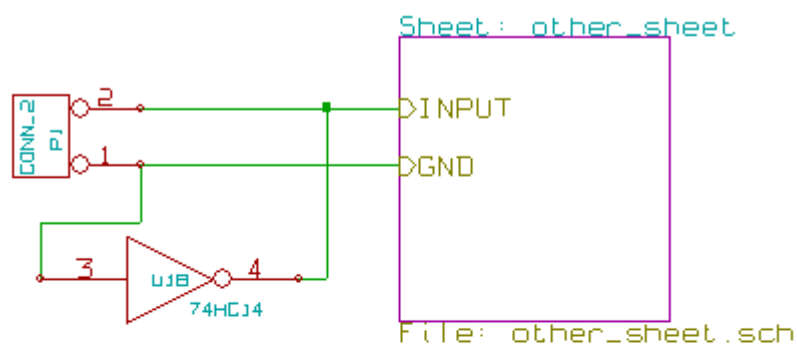 Sheet: other_sheet
CONN_2
P1
2
INPUT
1
GND
3
U1B
4
74HC14
File: other_sheet.sch